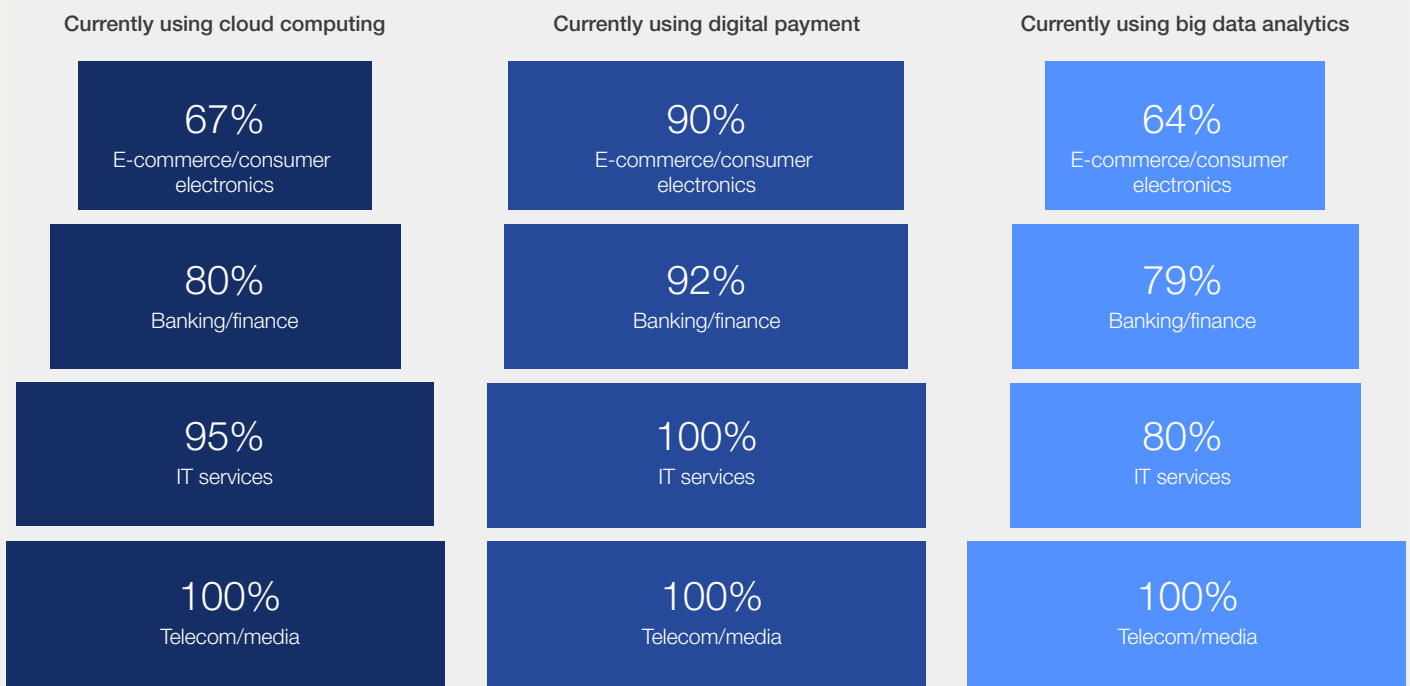 Currently using cloud computing
67%
E-commerce/consumer
electronics
80%
Banking/finance
95%
IT services
100%
Telecom/media
Currently using digital payment
90%
E-commerce/consumer
electronics
92%
Banking/finance
100%
IT services
100%
Telecom/media
Currently using big data analytics
64%
E-commerce/consumer
electronics
79%
Banking/finance
80%
IT services
100%
Telecom/media